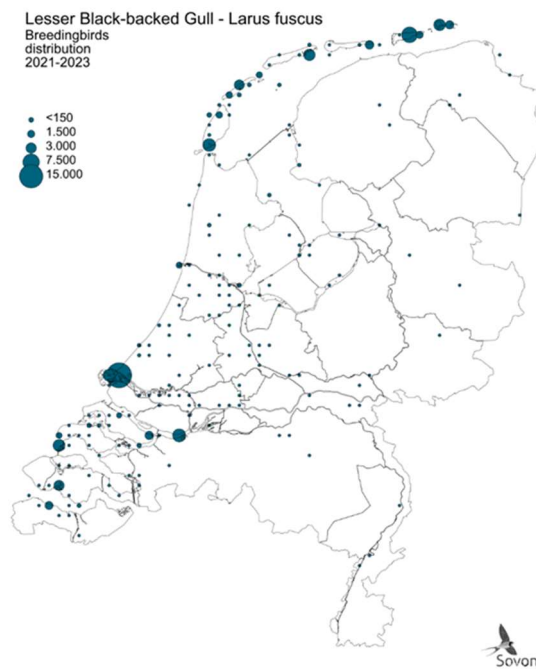 Lesser Black-backed Gull - Larus fuscus
Breedingbirds
distribution
2021-2023
<150
1.500
3.000
7.500
15.000
Sovon